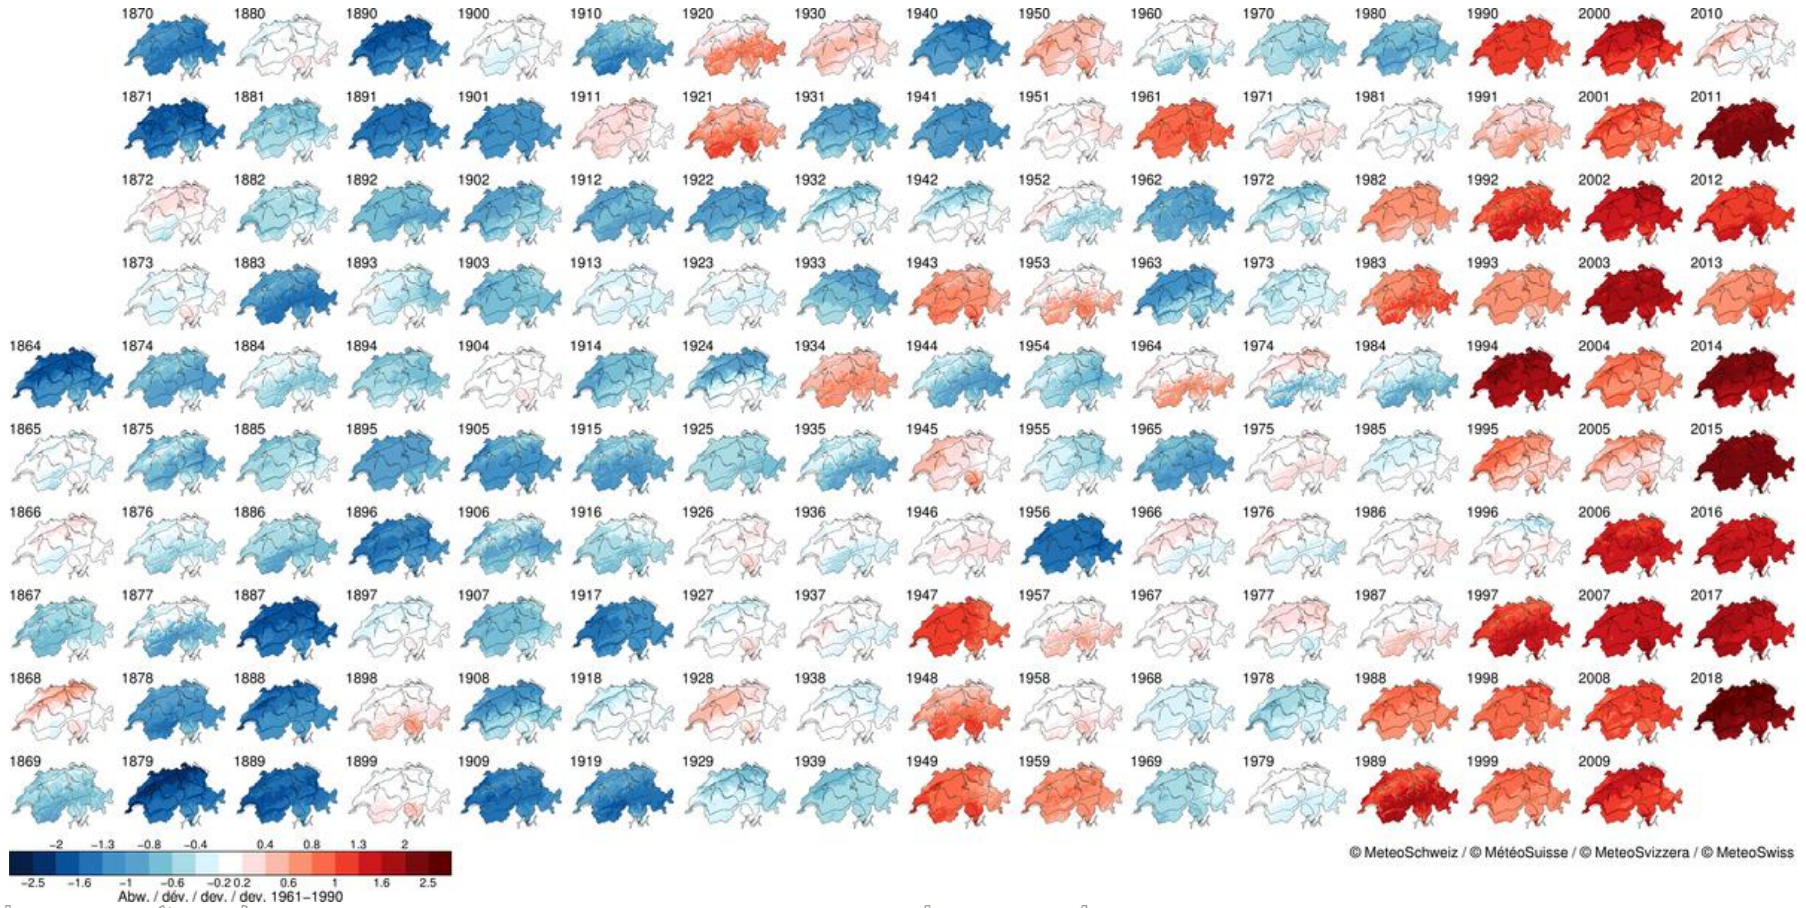 1870 1880 1890 1900 1910 1920 1930 1940 1950 1960 1970 1980 1990 2000 2010
1871 1881 1891 1901 1911 1921 1931 1941 1951 1961 1971 1981 1991 2001 2011
1872 1882 1892 1902 1912 1922 1932 1942 1952 1962 1972 1982 1992 2002 2012
1873 1883 1893 1903 1913 1923 1933 1943 1953 1963 1973 1983 1993 2003 2013
1864 1874 1884 1894 1904 1914 1924 1934 1944 1954 1964 1974 1984 1994 2004 2014
1865 1875 1885 1895 1905 1915 1925 1935 1945 1955 1965 1975 1985 1995 2005 2015
1866 1876 1886 1896 1906 1916 1926 1936 1946 1956 1966 1976 1986 1996 2006 2016
1867 1877 1887 1897 1907 1917 1927 1937 1947 1957 1967 1977 1987 1997 2007 2017
1868 1878 1888 1898 1908 1918 1928 1938 1948 1958 1968 1978 1988 1998 2008 2018
1869 1879 1889 1899 1909 1919 1929 1939 1949 1959 1969 1979 1989 1999 2009
−2 −1.3 −0.8 −0.4 0.4 0.8 1.3 2
© MeteoSchweiz / © MétéoSuisse / © MeteoSvizzera / © MeteoSwiss
−2.5 −1.6 −1 −0.6 −0.2 0.2 0.6 1 1.6 2.5
Abw. / dév. / dev. / dev. 1961−1990